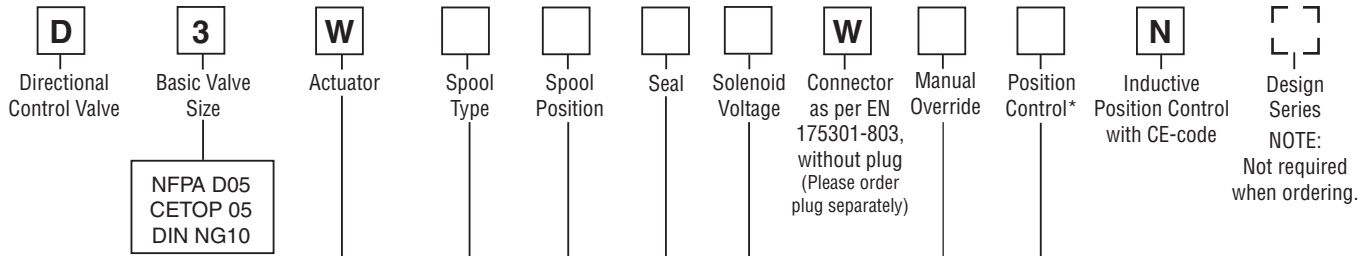 D 3 W W N
Directional
Control Valve
Basic Valve
Size
Actuator
Spool
Type
Spool
Position
Seal
Solenoid
Voltage
Connector
as per EN
175301-803,
without plug
(Please order
plug separately)
Manual
Override
Position
Control*
Inductive
Position Control
with CE-code
Design
Series
NOTE:
Not required
when ordering.
NFPA D05
CETOP 05
DIN NG10